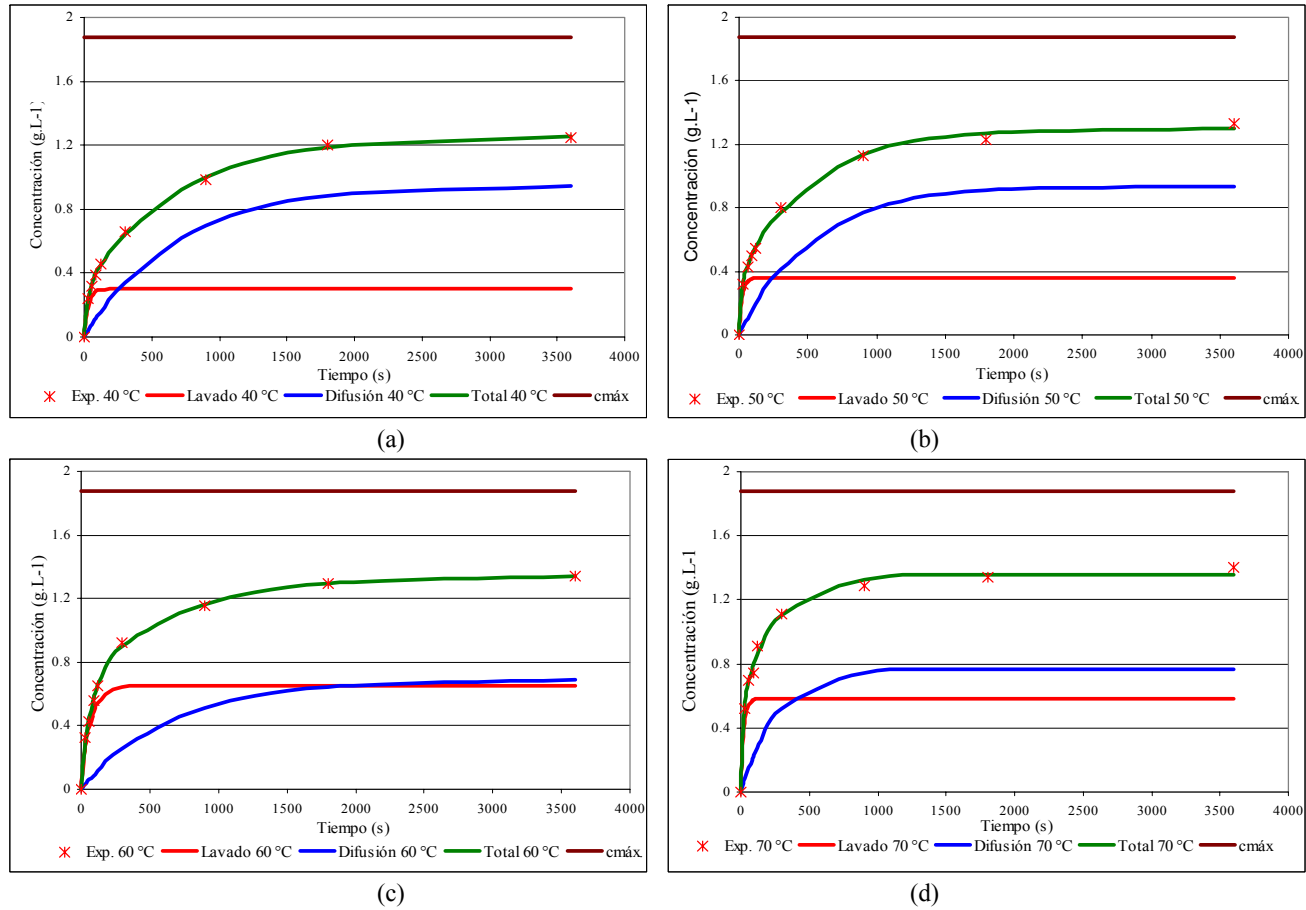 2
1.6
1.2
0.8
0.4
0
Concentración (g.L-1)
0 500 1000 1500 2000 2500 3000 3500 4000
Tiempo (s)
Exp. 40 °C Lavado 40 °C Difusión 40 °C Total 40 °C cmáx
(a)
2
1.6
1.2
0.8
0.4
0
Concentración (g.L-1)
0 500 1000 1500 2000 2500 3000 3500 4000
Tiempo (s)
Exp. 50 °C Lavado 50 °C Difusión 50 °C Total 50 °C cmáx
(b)
2
1.6
1.2
0.8
0.4
0
Concentración (g.L-1)
0 500 1000 1500 2000 2500 3000 3500 4000
Tiempo (s)
Exp. 60 °C Lavado 60 °C Difusión 60 °C Total 60 °C cmáx
(c)
2
1.6
1.2
0.8
0.4
0
Concentración (g.L-1
0 500 1000 1500 2000 2500 3000 3500 4000
Tiempo (s)
Exp. 70 °C Lavado 70 °C Difusión 70 °C Total 70 °C cmáx
(d)